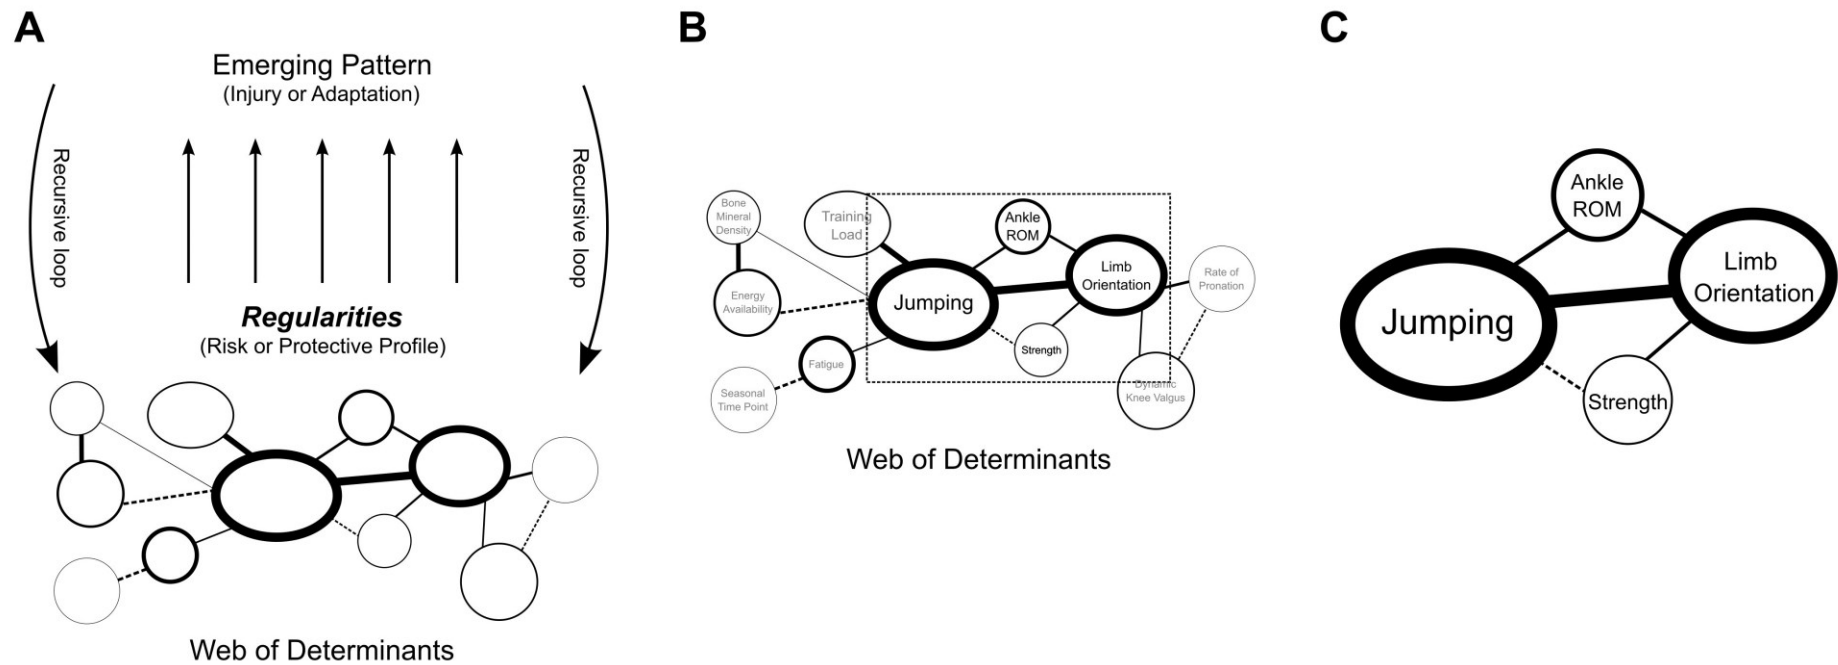 A
Emerging Pattern
(Injury or Adaptation)
Recursive loop
Recursive loop
Regularities
(Risk or Protective Profile)
Web of Determinants
B
Bone
Mineral
Density
Training
Load
Ankle
ROM
Limb
Orientation
Rate of
Pronation
Energy
Availability
Jumping
Strength
Fatigue
Seasonal
Time Point
Dynamic
Knee Valgus
Web of Determinants
C
Ankle
ROM
Limb
Orientation
Jumping
Strength